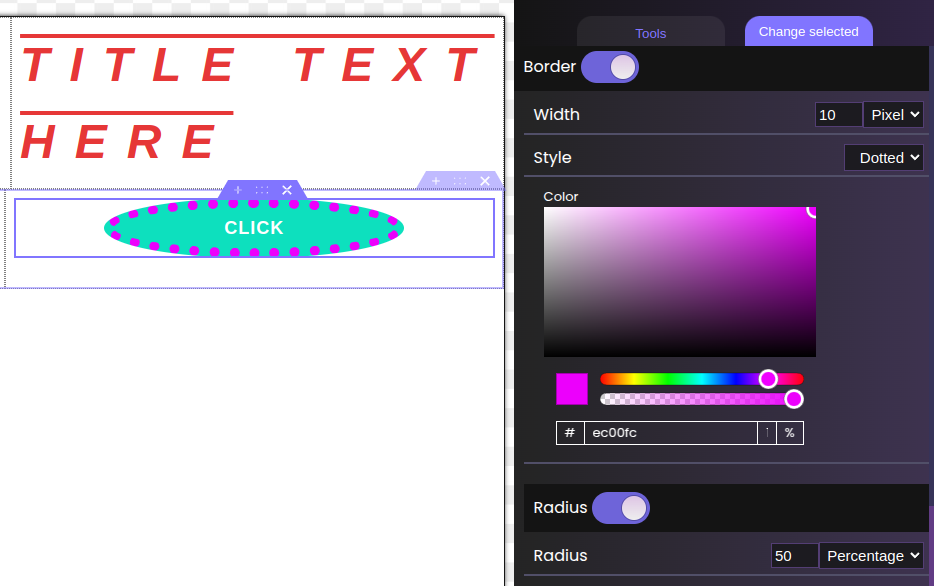 Tools
Change selected
TITLE TEXT
HERE
CLICK
Border
Width 10 Pixel
Style Dotted
Color
# ec00fc %
Radius
Radius 50 Percentage